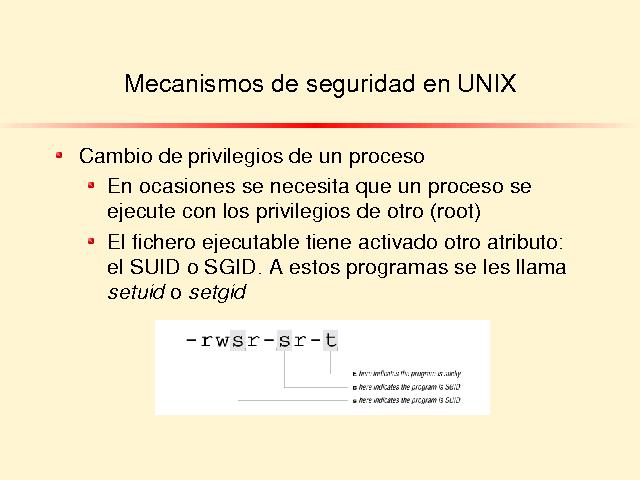 Mecanismos de seguridad en UNIX
Cambio de privilegios de un proceso
En ocasiones se necesita que un proceso se
ejecute con los privilegios de otro (root)
El fichero ejecutable tiene activado otro atributo:
el SUID o SGID. A estos programas se les llama
setuid o setgid
-rwsr-sr-t
t here indicates the program is sticky
s here indicates the program is SGID
s here indicates the program is SUID